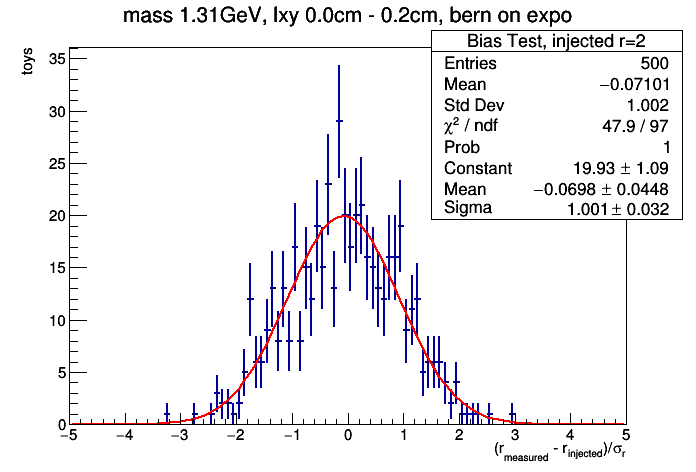 mass 1.31GeV, lxy 0.0cm - 0.2cm, bern on expo
Bias Test, injected r=2
Entries 500
Mean −0.07101
Std Dev 1.002
χ² / ndf 47.9 / 97
Prob 1
Constant 19.93 ± 1.09
Mean −0.0698 ± 0.0448
Sigma 1.001 ± 0.032
toys
35
30
25
20
15
10
5
0
−5 −4 −3 −2 −1 0 1 2 3 4 5
(r_measured - r_injected)/σ_r